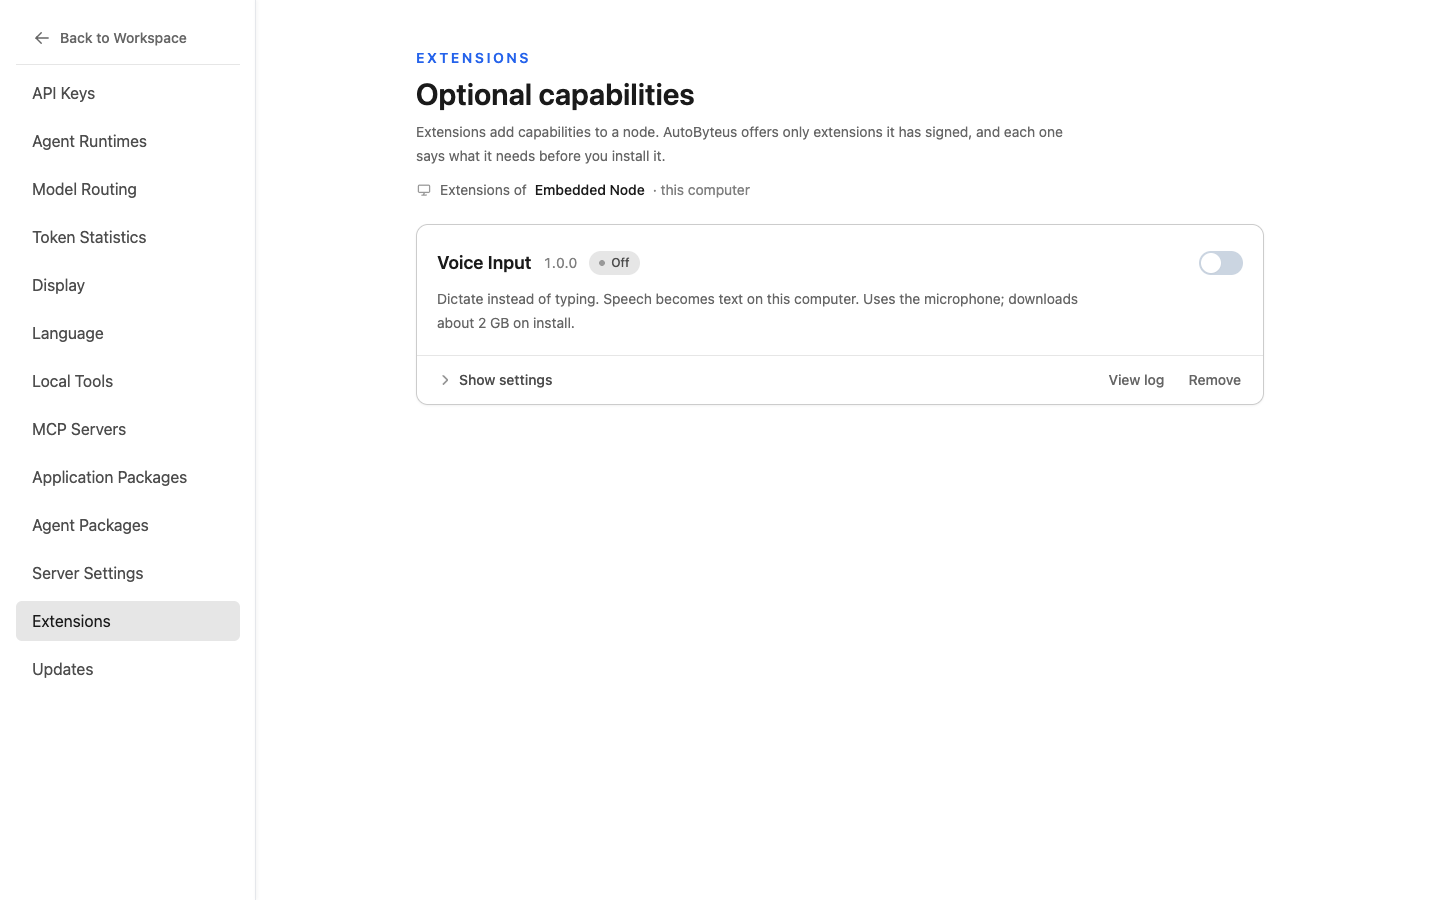 Back to Workspace
API Keys
Agent Runtimes
Model Routing
Token Statistics
Display
Language
Local Tools
MCP Servers
Application Packages
Agent Packages
Server Settings
Extensions
Updates
EXTENSIONS
Optional capabilities
Extensions add capabilities to a node. AutoByteus offers only extensions it has signed, and each one
says what it needs before you install it.
Extensions of Embedded Node · this computer
Voice Input 1.0.0 Off
Dictate instead of typing. Speech becomes text on this computer. Uses the microphone; downloads
about 2 GB on install.
Show settings View log Remove